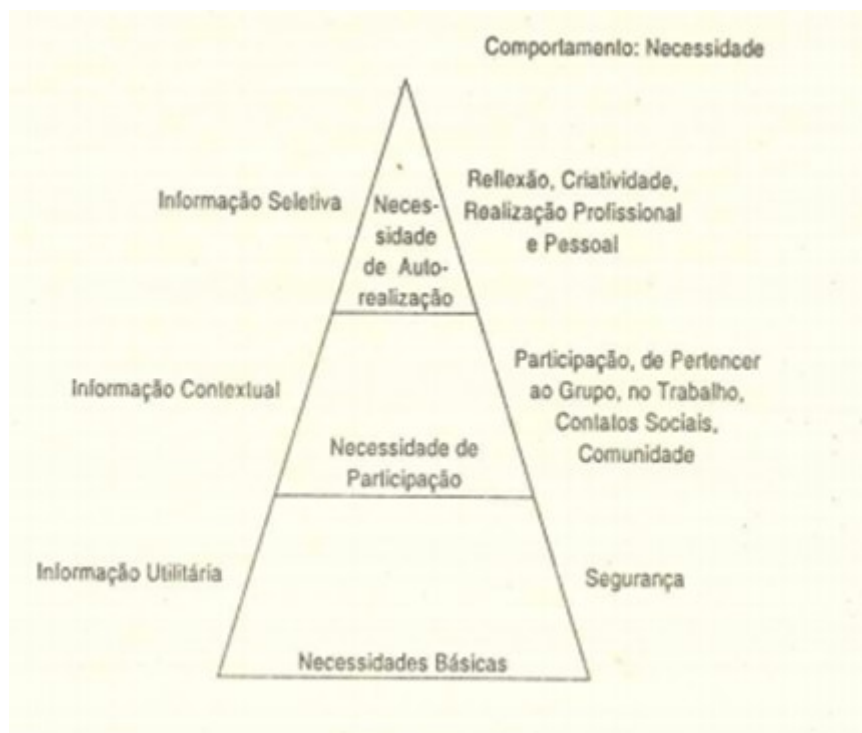 Comportamento: Necessidade
Informação Seletiva
Neces-
sidade
de Auto-
realização
Reflexão, Criatividade,
Realização Profissional
e Pessoal
Informação Contextual
Necessidade de
Participação
Participação, de Pertencer
ao Grupo, no Trabalho,
Contatos Sociais,
Comunidade
Informação Utilitária
Segurança
Necessidades Básicas